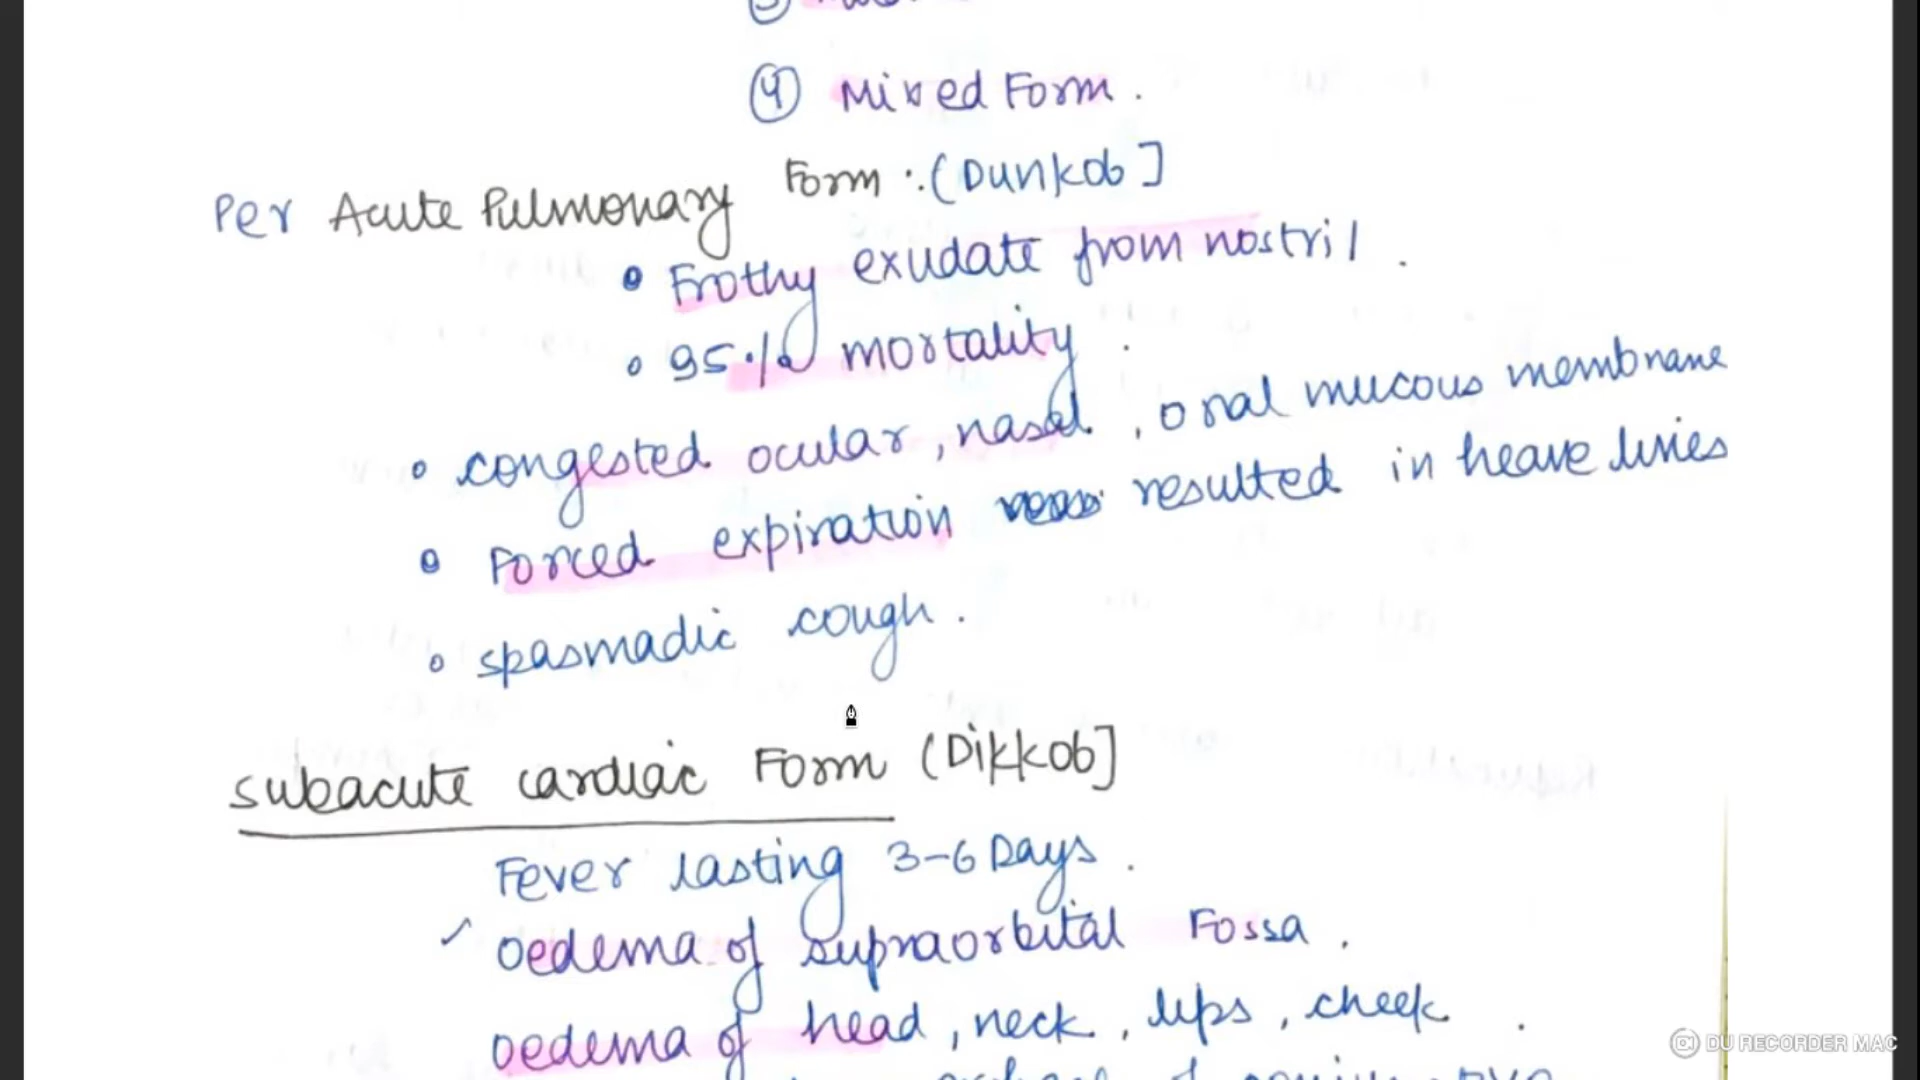 ④ Mixed Form.
Per Acute Pulmonary Form :(Dunkob]
• Frothy exudate from nostril.
• 95% mortality.
• congested ocular, nasal, oral mucous membrane
• Forced expiration resulted in heave lines
• spasmadic cough.
subacute cardiac Form (Dikkob]
Fever lasting 3-6 Days.
✓ Oedema of supraorbital Fossa.
oedema of head, neck, lips, cheek.
DU RECORDER MAC